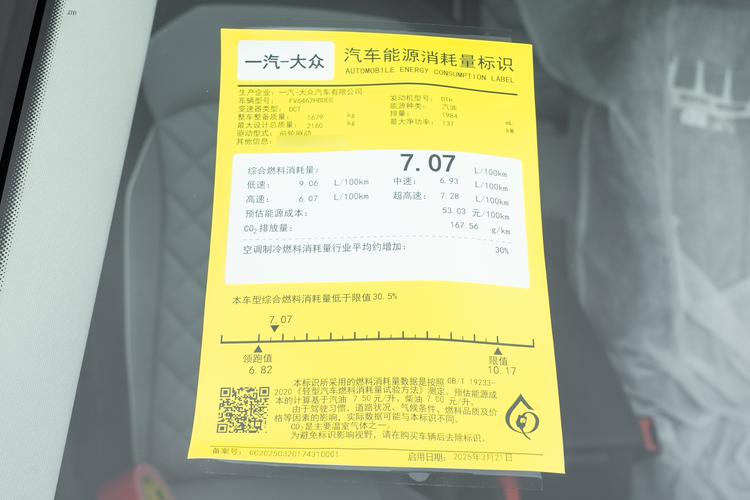 一汽-大众
汽车能源消耗量标识
AUTOMOBILE ENERGY CONSUMPTION LABEL
生产企业: 一汽-大众汽车有限公司
车辆型号: FV6462HBDEG 发动机型号: DTH
变速器类型: DCT 能源种类: 汽油
整车整备质量: 1679 kg 排量: 1984 mL
最大设计总质量: 2160 kg 最大净功率: 137 kW
驱动型式: 前轮驱动
其他信息:
综合燃料消耗量: 7.07 L/100km
低速: 9.06 L/100km 中速: 6.93 L/100km
高速: 6.07 L/100km 超高速: 7.28 L/100km
预估能源成本: 53.03 元/100km
CO2排放量: 167.56 g/km
空调制冷燃料消耗量行业平均约增加: 30%
本车型综合燃料消耗量低于限值30.5%
7.07
领跑值 限值
6.82 10.17
本标识所采用的燃料消耗量数据是按照 GB/T 19233-
2020《轻型汽车燃料消耗量试验方法》测定。预估能源成
本的计算基于汽油 7.50 元/升、柴油 7.00 元/升。
由于驾驶习惯、道路状况、气候条件、燃料品质及价
格等因素的影响，实际数据可能与本标识不同。
CO2是主要温室气体之一。
为避免标识影响视野，请在购买车辆后去除标识。
备案号: GC20250320174310001 启用日期: 2025年3月21日